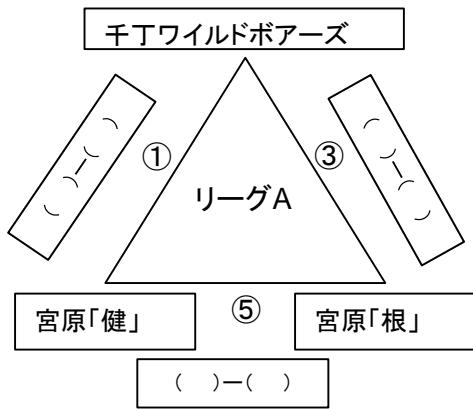 千丁ワイルドボアーズ
(　)ー(　)
①
③
(　)ー(　)
リーグA
宮原「健」
⑤
宮原「根」
(　)ー(　)